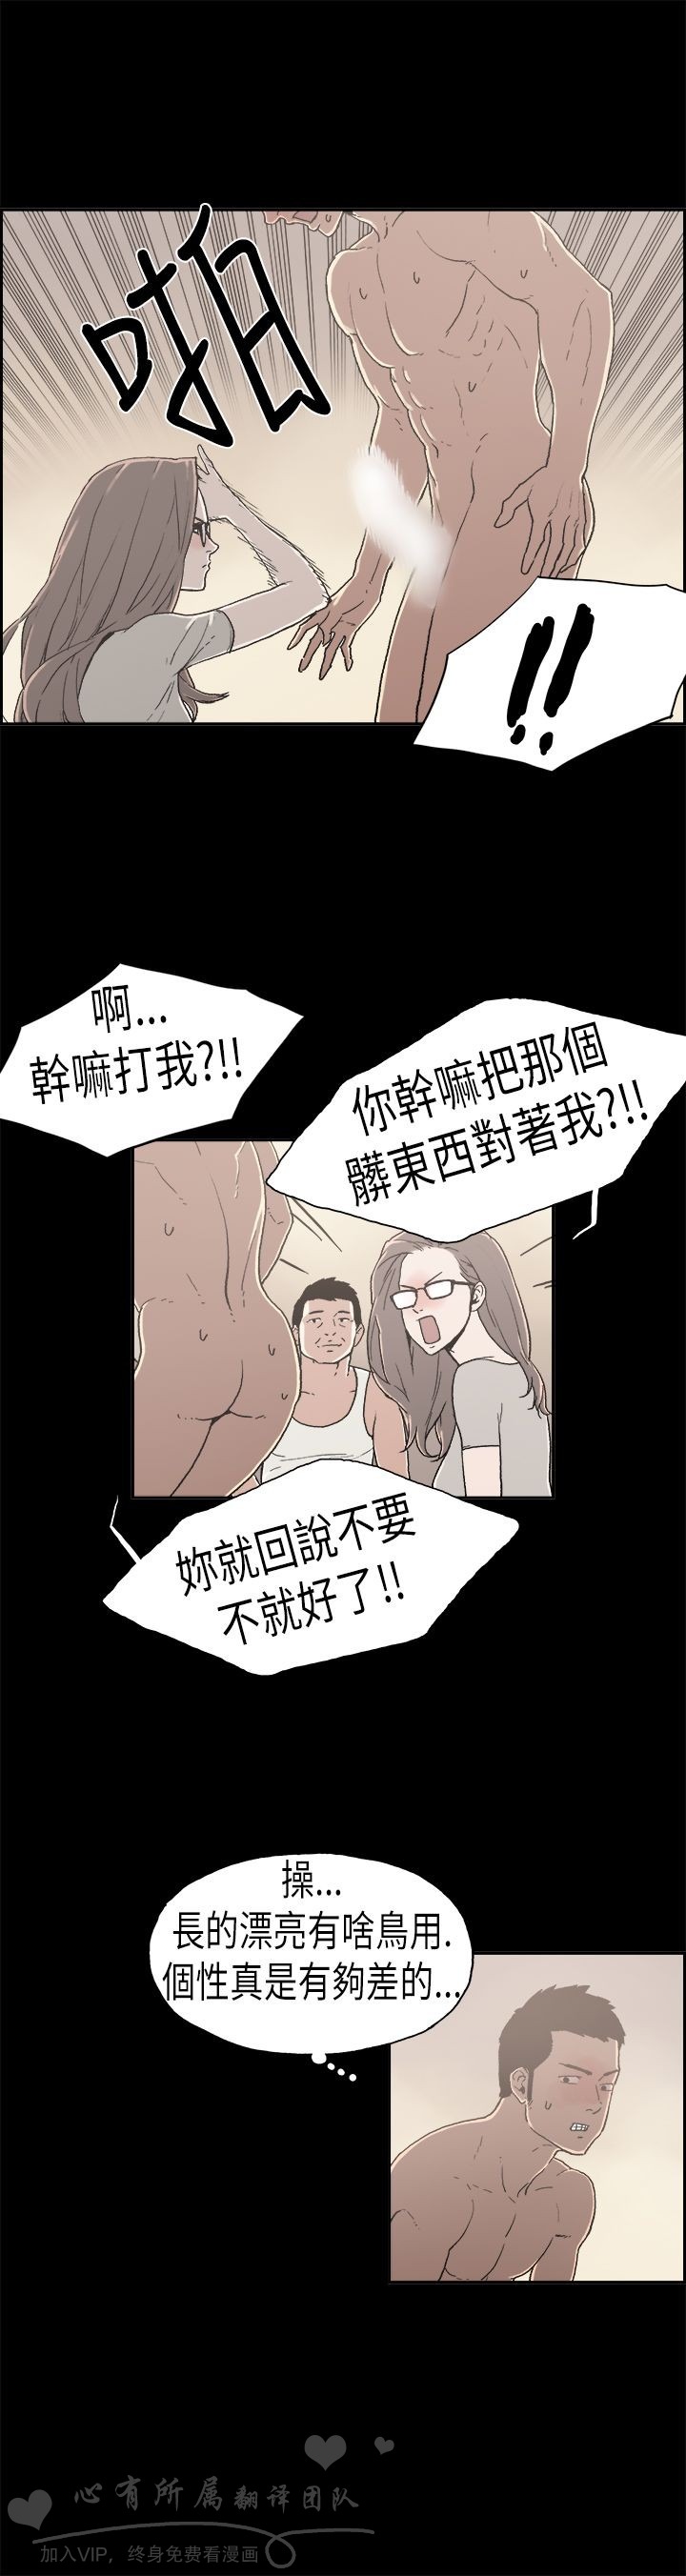 啪
!!
啊...
幹嘛打我?!!
你幹嘛把那個
髒東西對著我?!!
妳就回說不要
不就好了!!
操...
長的漂亮有啥鳥用.
個性真是有夠差的...
心有所属翻译团队
加入VIP，终身免费看漫画